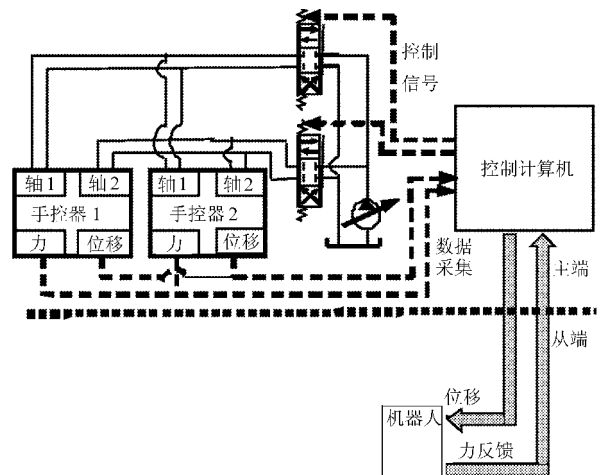 控制
信号
控制计算机
轴1
轴2
轴1
轴2
手控器1
手控器2
力
位移
力
位移
数据
采集
主端
从端
位移
机器人
力反馈